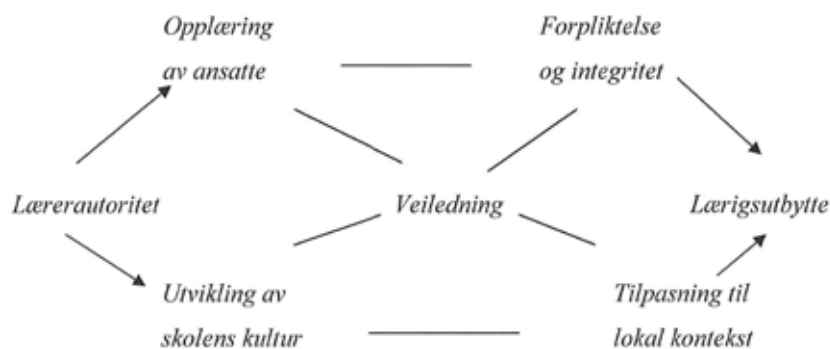 Opplæring
av ansatte
Forpliktelse
og integritet
Lærerautoritet
Veiledning
Lærigsutbytte
Utvikling av
skolens kultur
Tilpasning til
lokal kontekst